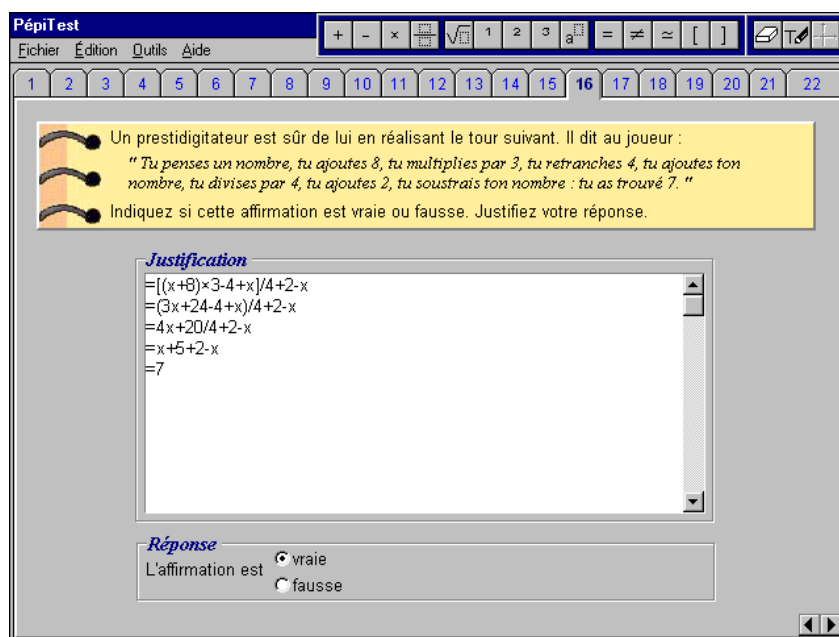 PépiTest
Fichier Édition Outils Aide
+ - × √ 1 2 3 a = ≠ ≃ [ ] T
1 2 3 4 5 6 7 8 9 10 11 12 13 14 15 16 17 18 19 20 21 22
Un prestidigitateur est sûr de lui en réalisant le tour suivant. Il dit au joueur :
" Tu penses un nombre, tu ajoutes 8, tu multiplies par 3, tu retranches 4, tu ajoutes ton
nombre, tu divises par 4, tu ajoutes 2, tu soustrais ton nombre : tu as trouvé 7. "
Indiquez si cette affirmation est vraie ou fausse. Justifiez votre réponse.
Justification
=[(x+8)×3-4+x]/4+2-x
=(3x+24-4+x)/4+2-x
=4x+20/4+2-x
=x+5+2-x
=7
Réponse
L'affirmation est
vraie
fausse